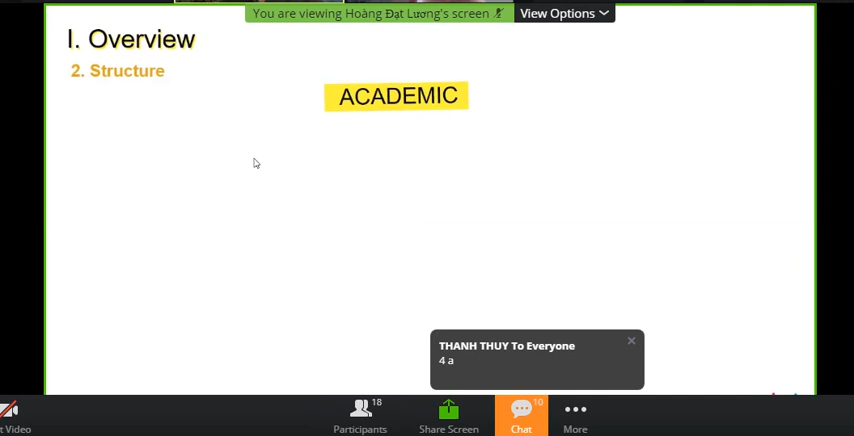 You are viewing Hoàng Đạt Lương's screen
View Options
I. Overview
2. Structure
ACADEMIC
THANH THUY To Everyone
4 a
t Video
18
Participants
Share Screen
10
Chat
More